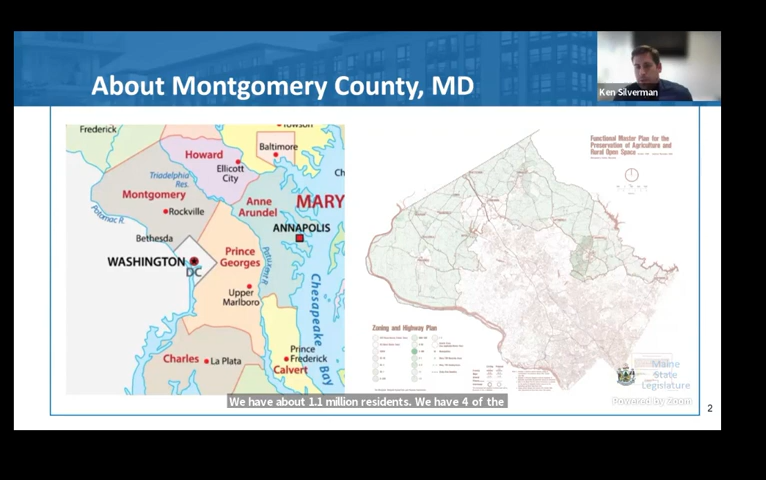 About Montgomery County, MD
Ken Silverman
Frederick
Howard
Baltimore
Ellicott
City
Triadelphia
Res.
Montgomery
Rockville
Anne
Arundel
MARY
Potomac R.
Bethesda
ANNAPOLIS
WASHINGTON
DC
Prince
Georges
Patuxent R.
Upper
Marlboro
Chesapeake
Bay
Charles
La Plata
Prince
Frederick
Calvert
Functional Master Plan for the
Preservation of Agriculture and
Rural Open Space
Zoning and Highway Plan
Maine
State
Legislature
Powered by Zoom
We have about 1.1 million residents. We have 4 of the
2